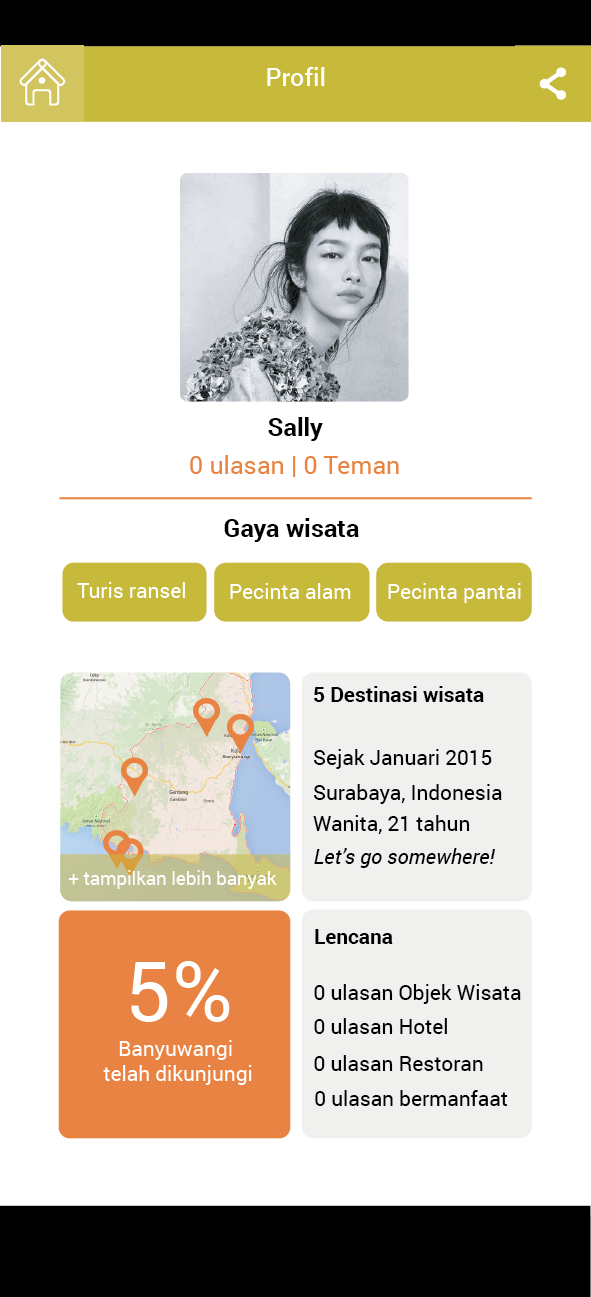 Profil
Sally
0 ulasan | 0 Teman
Gaya wisata
Turis ransel
Pecinta alam
Pecinta pantai
Genteng
+ tampilkan lebih banyak
5 Destinasi wisata
Sejak Januari 2015
Surabaya, Indonesia
Wanita, 21 tahun
Let's go somewhere!
5%
Banyuwangi
telah dikunjungi
Lencana
0 ulasan Objek Wisata
0 ulasan Hotel
0 ulasan Restoran
0 ulasan bermanfaat